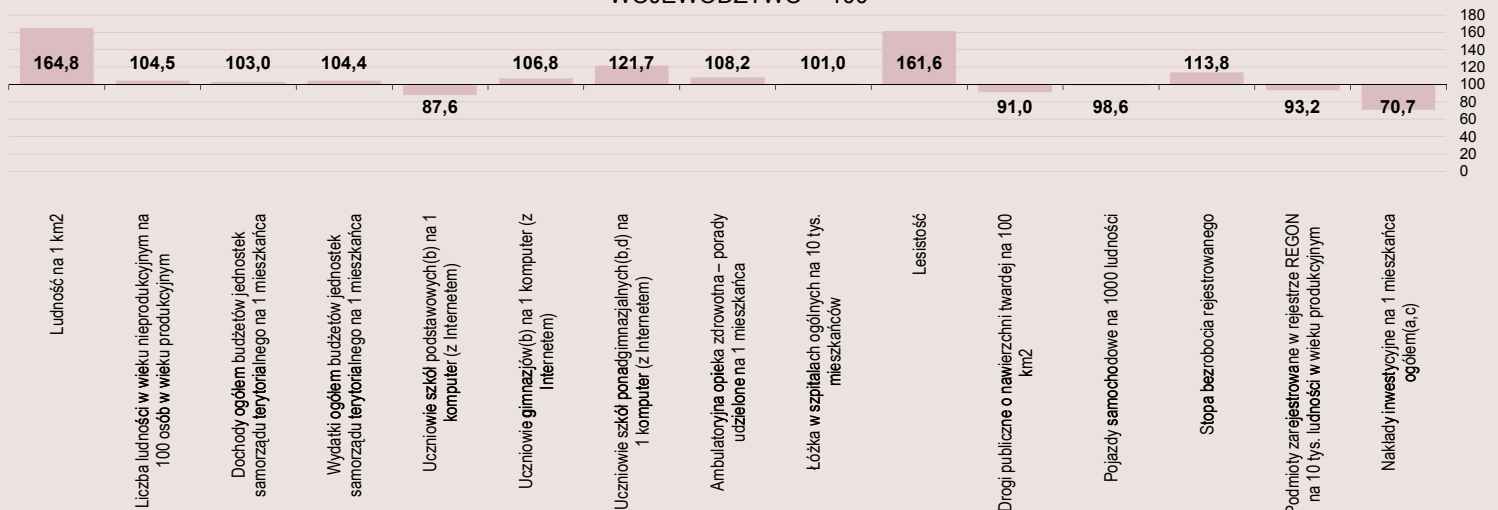 WOJEWÓDZTWO = 100
180
160
140
120
100
80
60
40
20
0
164,8
104,5
103,0
104,4
87,6
106,8
121,7
108,2
101,0
161,6
91,0
98,6
113,8
93,2
70,7
Ludność na 1 km2
Liczba ludności w wieku nieprodukcyjnym na
100 osób w wieku produkcyjnym
Dochody ogółem budżetów jednostek
samorządu terytorialnego na 1 mieszkańca
Wydatki ogółem budżetów jednostek
samorządu terytorialnego na 1 mieszkańca
Uczniowie szkół podstawowych(b) na 1
komputer (z Internetem)
Uczniowie gimnazjów(b) na 1 komputer (z
Internetem)
Uczniowie szkół ponadgimnazjalnych(b,d) na
1 komputer (z Internetem)
Ambulatoryjna opieka zdrowotna – porady
udzielone na 1 mieszkańca
Łóżka w szpitalach ogólnych na 10 tys.
mieszkańców
Lesistość
Drogi publiczne o nawierzchni twardej na 100
km2
Pojazdy samochodowe na 1000 ludności
Stopa bezrobocia rejestrowanego
Podmioty zarejestrowane w rejestrze REGON
na 10 tys. ludności w wieku produkcyjnym
Nakłady inwestycyjne na 1 mieszkańca
ogółem(a,c)